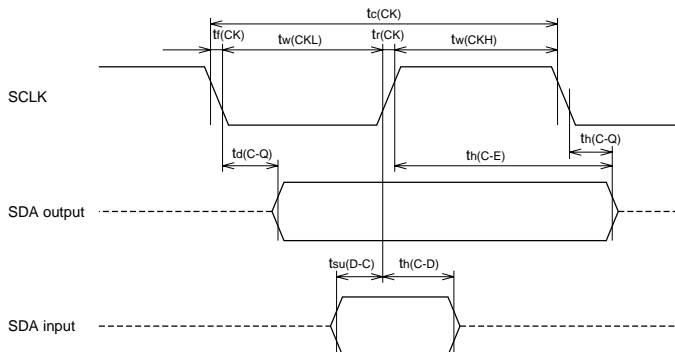 tc(CK)
tf(CK) tw(CKL) tr(CK) tw(CKH)
SCLK
td(C-Q) th(C-E) th(C-Q)
SDA output
tsu(D-C) th(C-D)
SDA input